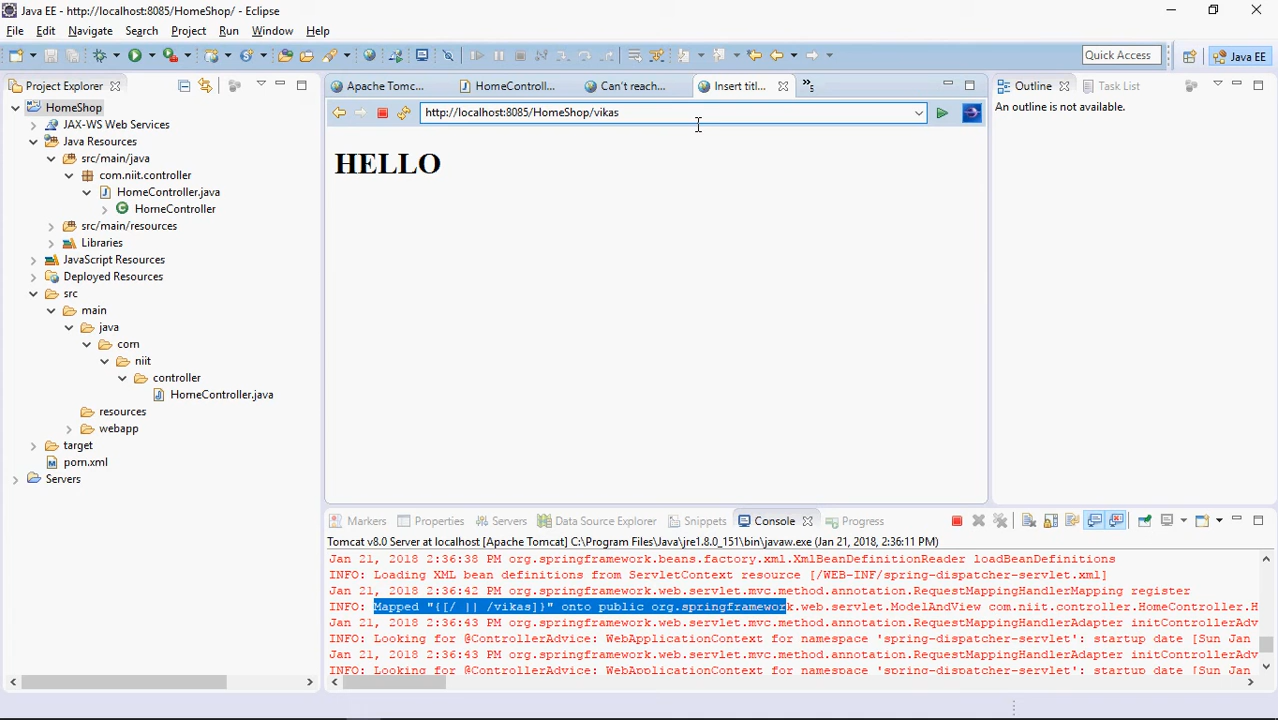 Java EE - http://localhost:8085/HomeShop/ - Eclipse
File Edit Navigate Search Project Run Window Help
Quick Access Java EE
Project Explorer
HomeShop
JAX-WS Web Services
Java Resources
src/main/java
com.niit.controller
HomeController.java
HomeController
src/main/resources
Libraries
JavaScript Resources
Deployed Resources
src
main
java
com
niit
controller
HomeController.java
resources
webapp
target
pom.xml
Servers
Apache Tomc... HomeControll... Can't reach... Insert titl... »5
http://localhost:8085/HomeShop/vikas
HELLO
Outline Task List
An outline is not available.
Markers Properties Servers Data Source Explorer Snippets Console Progress
Tomcat v8.0 Server at localhost [Apache Tomcat] C:\Program Files\Java\jre1.8.0_151\bin\javaw.exe (Jan 21, 2018, 2:36:11 PM)
Jan 21, 2018 2:36:38 PM org.springframework.beans.factory.xml.XmlBeanDefinitionReader loadBeanDefinitions
INFO: Loading XML bean definitions from ServletContext resource [/WEB-INF/spring-dispatcher-servlet.xml]
Jan 21, 2018 2:36:42 PM org.springframework.web.servlet.mvc.method.annotation.RequestMappingHandlerMapping register
INFO: Mapped "{[/ || /vikas]}" onto public org.springframework.web.servlet.ModelAndView com.niit.controller.HomeController.H
Jan 21, 2018 2:36:43 PM org.springframework.web.servlet.mvc.method.annotation.RequestMappingHandlerAdapter initControllerAdv
INFO: Looking for @ControllerAdvice: WebApplicationContext for namespace 'spring-dispatcher-servlet': startup date [Sun Jan
Jan 21, 2018 2:36:43 PM org.springframework.web.servlet.mvc.method.annotation.RequestMappingHandlerAdapter initControllerAdv
INFO: Looking for @ControllerAdvice: WebApplicationContext for namespace 'spring-dispatcher-servlet': startup date [Sun Jan